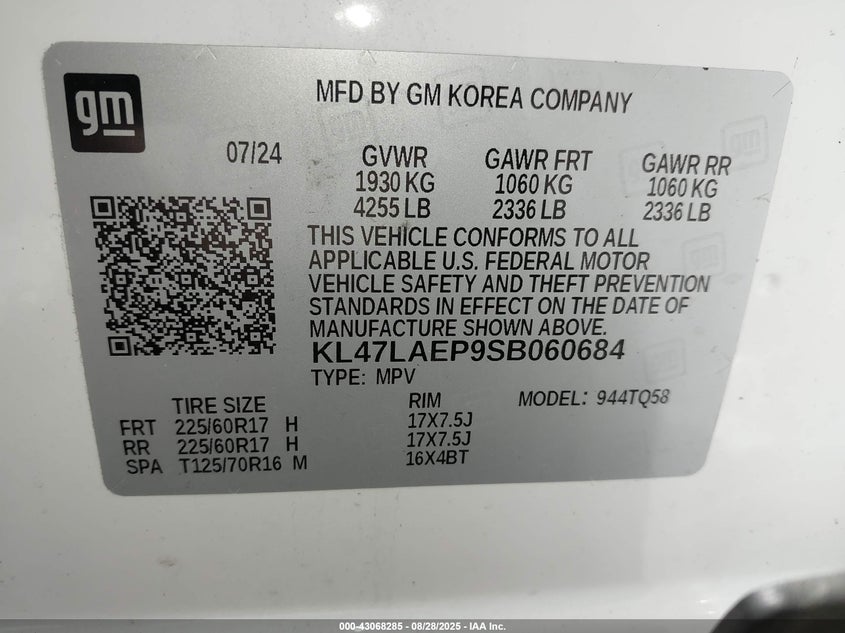 gm
MFD BY GM KOREA COMPANY
07/24
GVWR GAWR FRT GAWR RR
1930 KG 1060 KG 1060 KG
4255 LB 2336 LB 2336 LB
THIS VEHICLE CONFORMS TO ALL
APPLICABLE U.S. FEDERAL MOTOR
VEHICLE SAFETY AND THEFT PREVENTION
STANDARDS IN EFFECT ON THE DATE OF
MANUFACTURE SHOWN ABOVE.
KL47LAEP9SB060684
TYPE: MPV
TIRE SIZE RIM MODEL: 944TQ58
FRT 225/60R17 H 17X7.5J
RR 225/60R17 H 17X7.5J
SPA T125/70R16 M 16X4BT
000-43068285 - 08/28/2025 - IAA Inc.